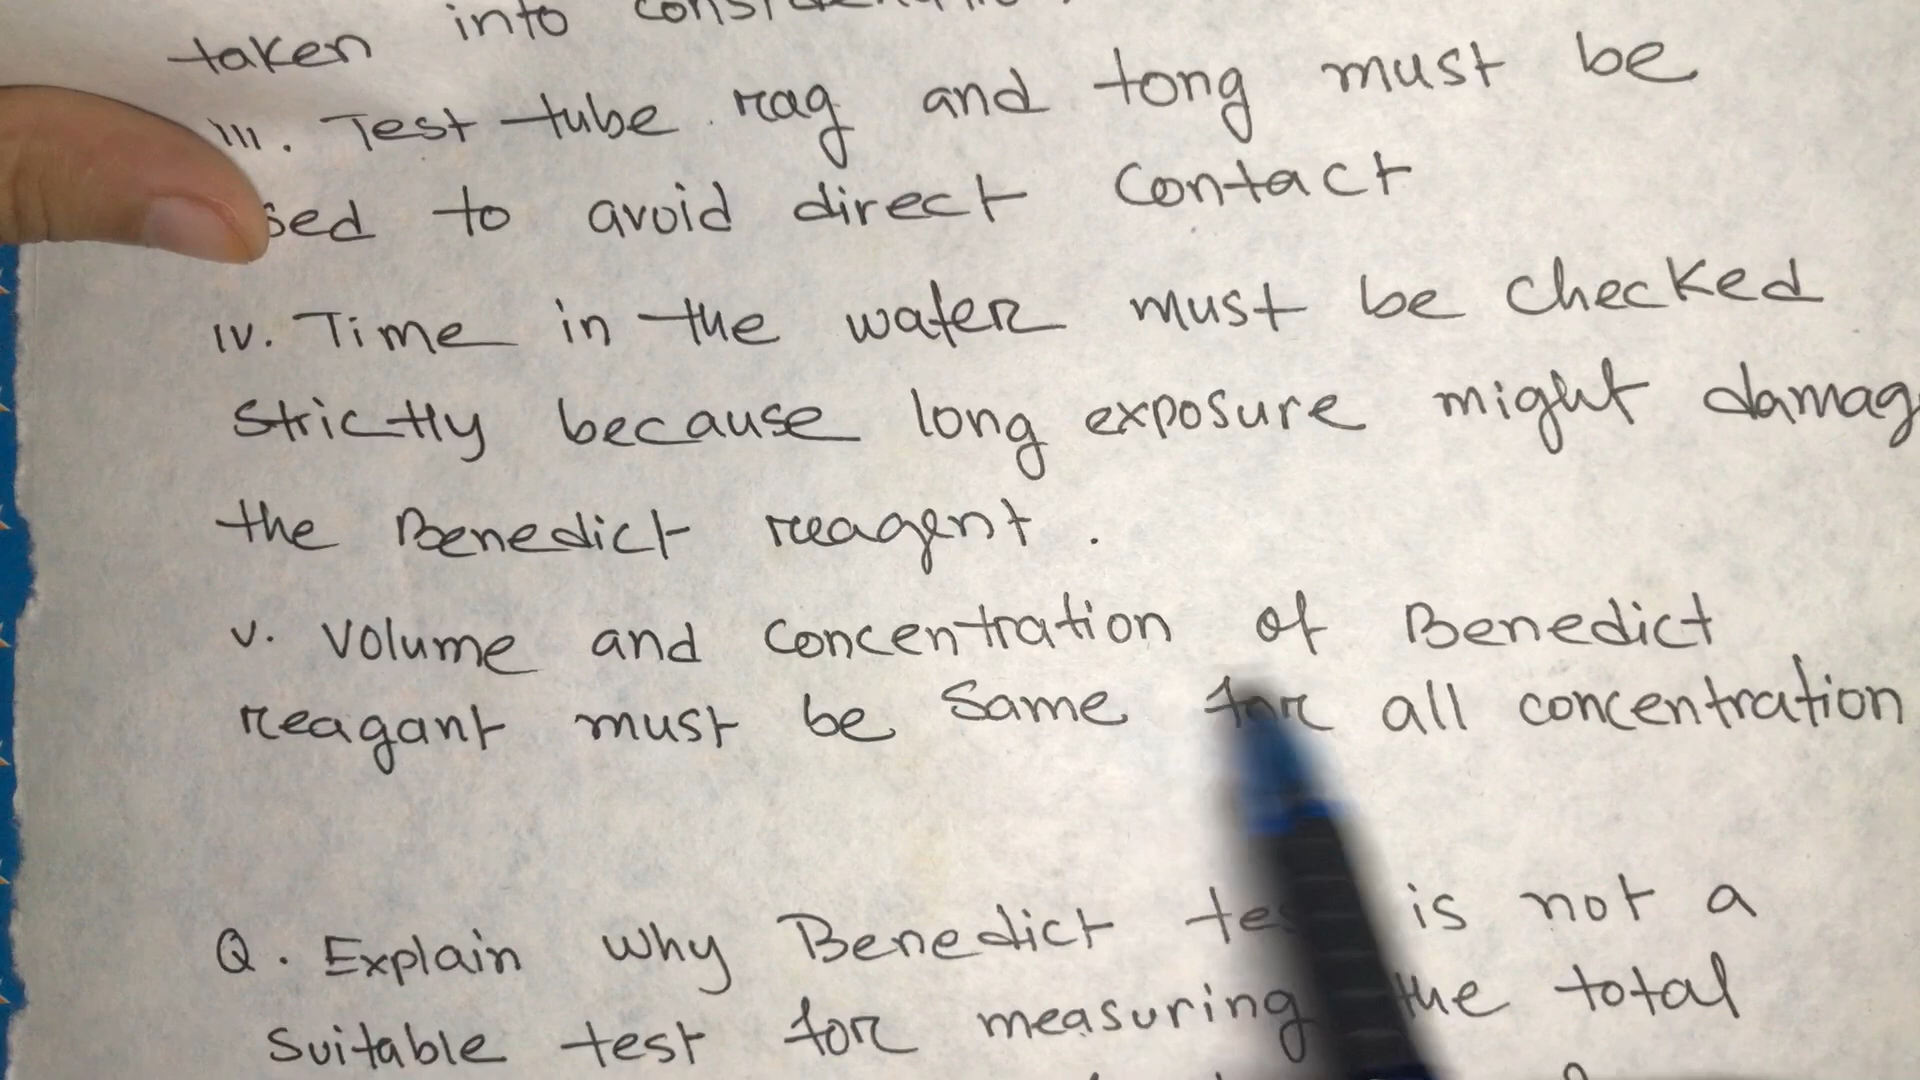 taken into
III. Test tube rag and tong must be
sed to avoid direct contact
IV. Time in the water must be checked
strictly because long exposure might damag
the Benedict reagent.
V. Volume and concentration of Benedict
reagant must be same for all concentration
Q. Explain why Benedict tes is not a
suitable test for measuring the total